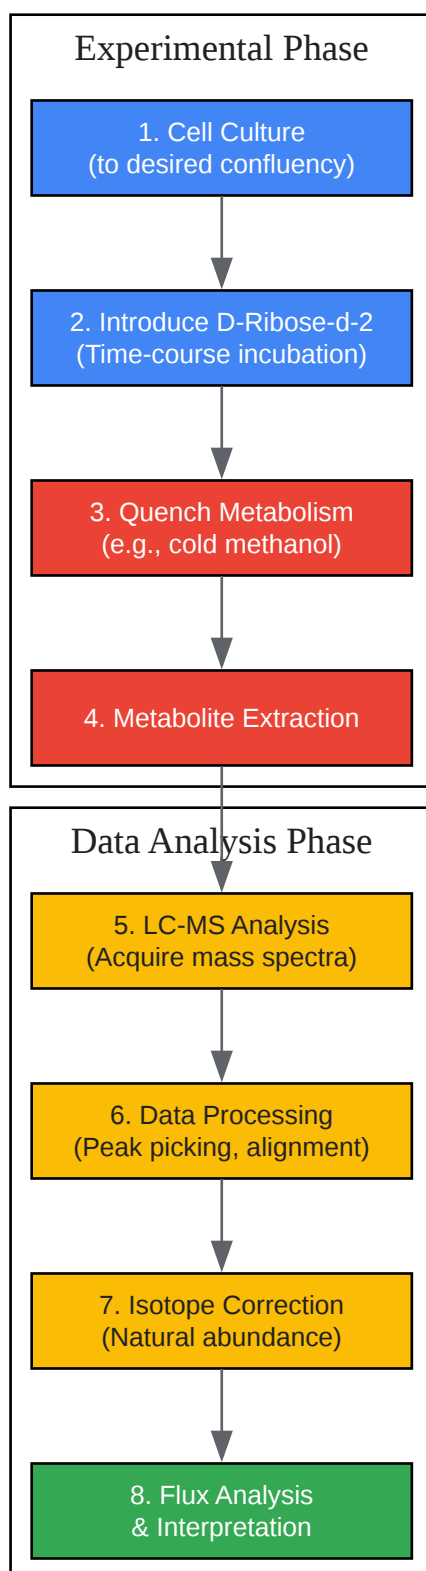 Experimental Phase
1. Cell Culture
(to desired confluency)
2. Introduce D-Ribose-d-2
(Time-course incubation)
3. Quench Metabolism
(e.g., cold methanol)
4. Metabolite Extraction
Data Analysis Phase
5. LC-MS Analysis
(Acquire mass spectra)
6. Data Processing
(Peak picking, alignment)
7. Isotope Correction
(Natural abundance)
8. Flux Analysis
& Interpretation